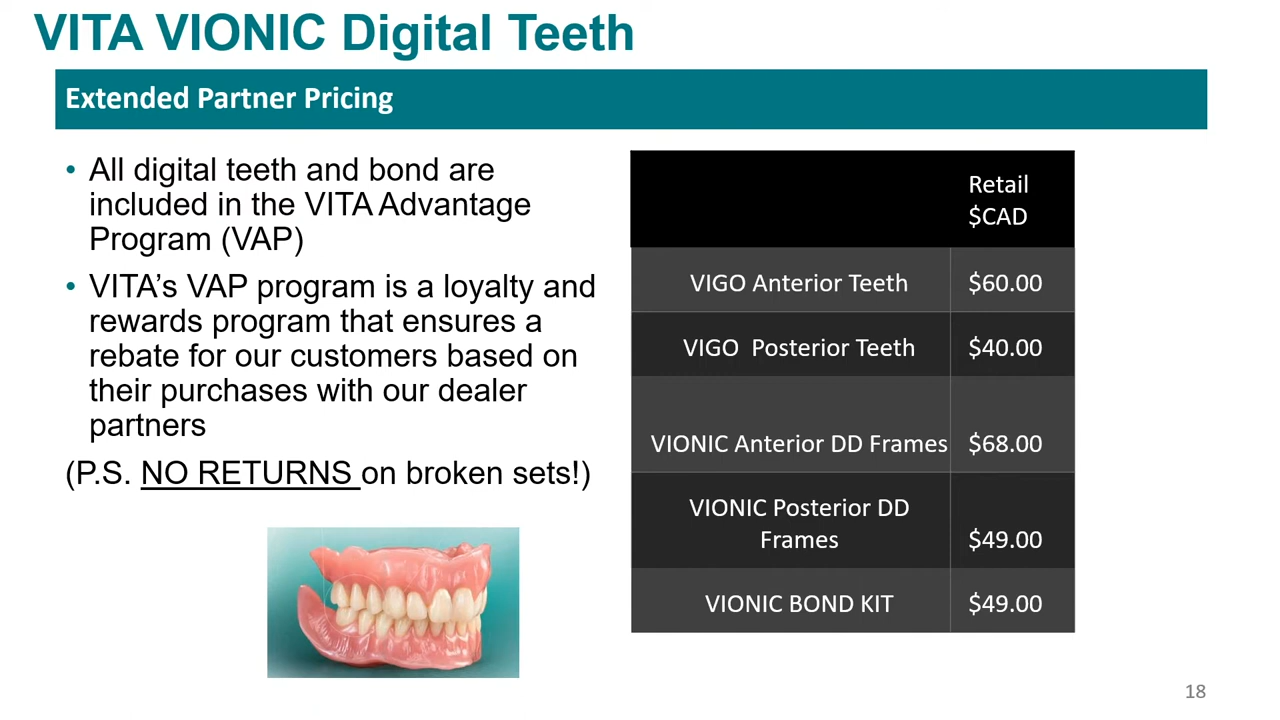 VITA VIONIC Digital Teeth
Extended Partner Pricing
• All digital teeth and bond are
included in the VITA Advantage
Program (VAP)
• VITA’s VAP program is a loyalty and
rewards program that ensures a
rebate for our customers based on
their purchases with our dealer
partners
(P.S. NO RETURNS on broken sets!)
Retail
$CAD
VIGO Anterior Teeth $60.00
VIGO Posterior Teeth $40.00
VIONIC Anterior DD Frames $68.00
VIONIC Posterior DD
Frames $49.00
VIONIC BOND KIT $49.00
18